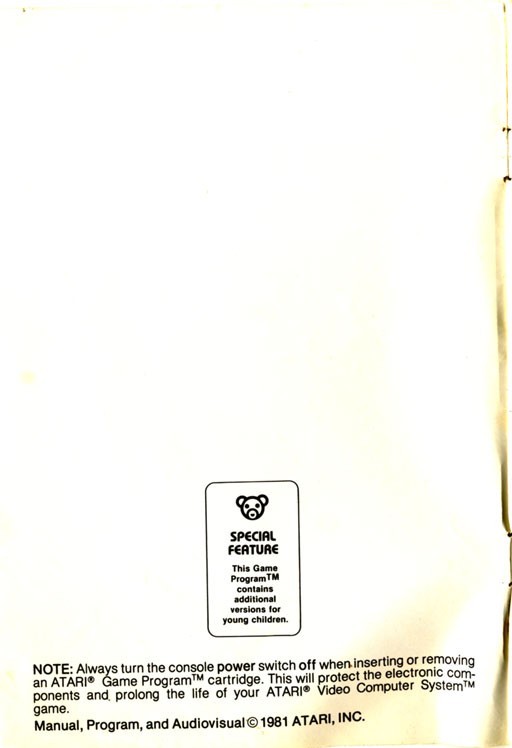 SPECIAL
FEATURE
This Game
Program™
contains
additional
versions for
young children.
NOTE: Always turn the console power switch off when inserting or removing
an ATARI® Game Program™ cartridge. This will protect the electronic com-
ponents and prolong the life of your ATARI® Video Computer System™
game.
Manual, Program, and Audiovisual © 1981 ATARI, INC.